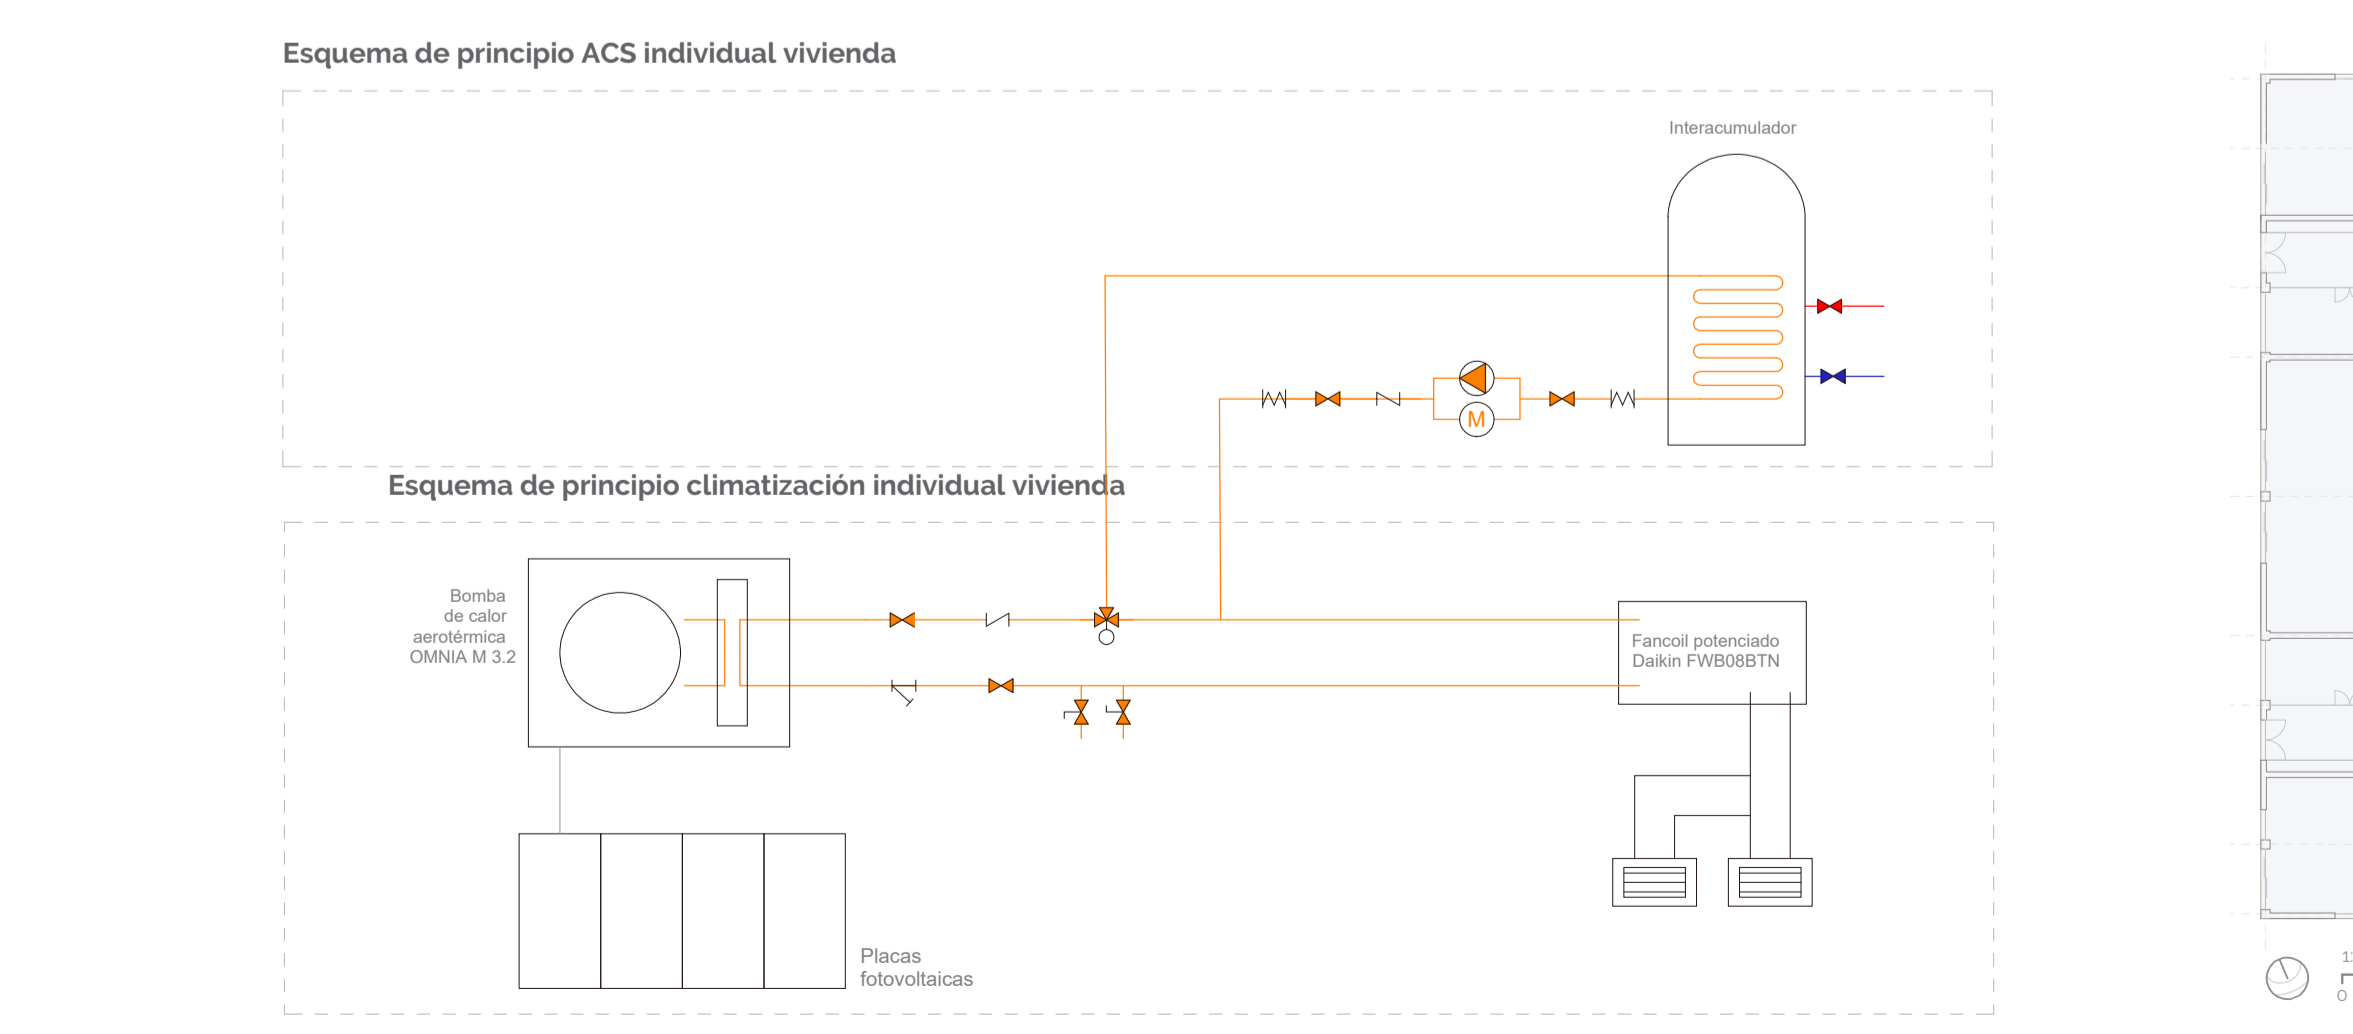 Esquema de principio ACS individual vivienda
Interacumulador
M
Esquema de principio climatización individual vivienda
Bomba
de calor
aerotérmica
OMNIA M 3.2
Fancoil potenciado
Daikin FWB08BTN
Placas
fotovoltaicas
0